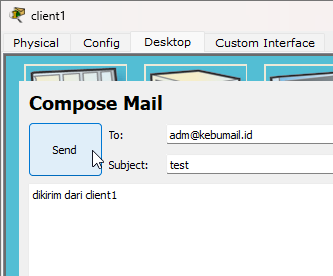 client1
Physical Config Desktop Custom Interface
Compose Mail
Send
To: adm@kebumail.id
Subject: test
dikirim dari client1